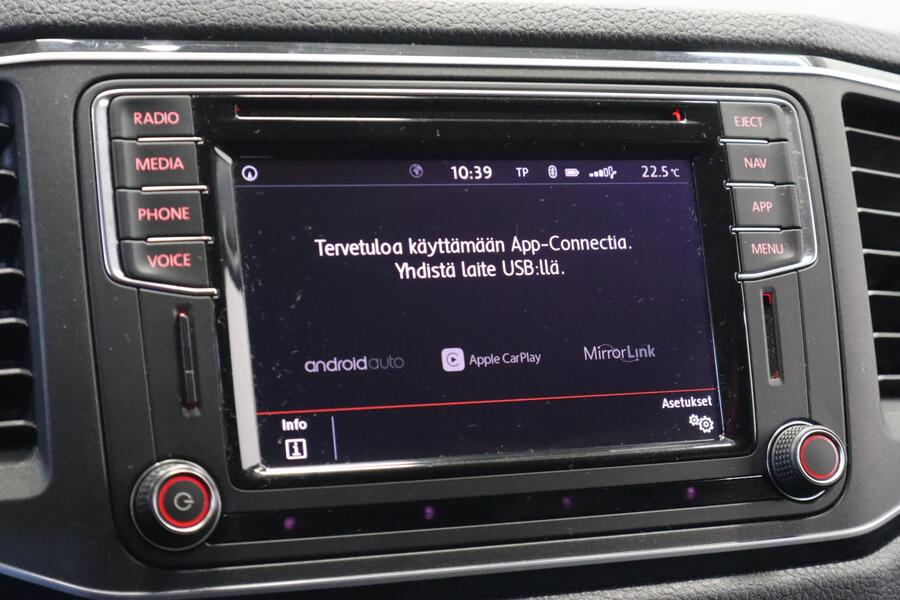 RADIO
MEDIA
PHONE
VOICE
10:39 TP 22.5°C
Tervetuloa käyttämään App-Connectia.
Yhdistä laite USB:llä.
androidauto
Apple CarPlay
MirrorLink
Info
i
Asetukset
EJECT
NAV
APP
MENU